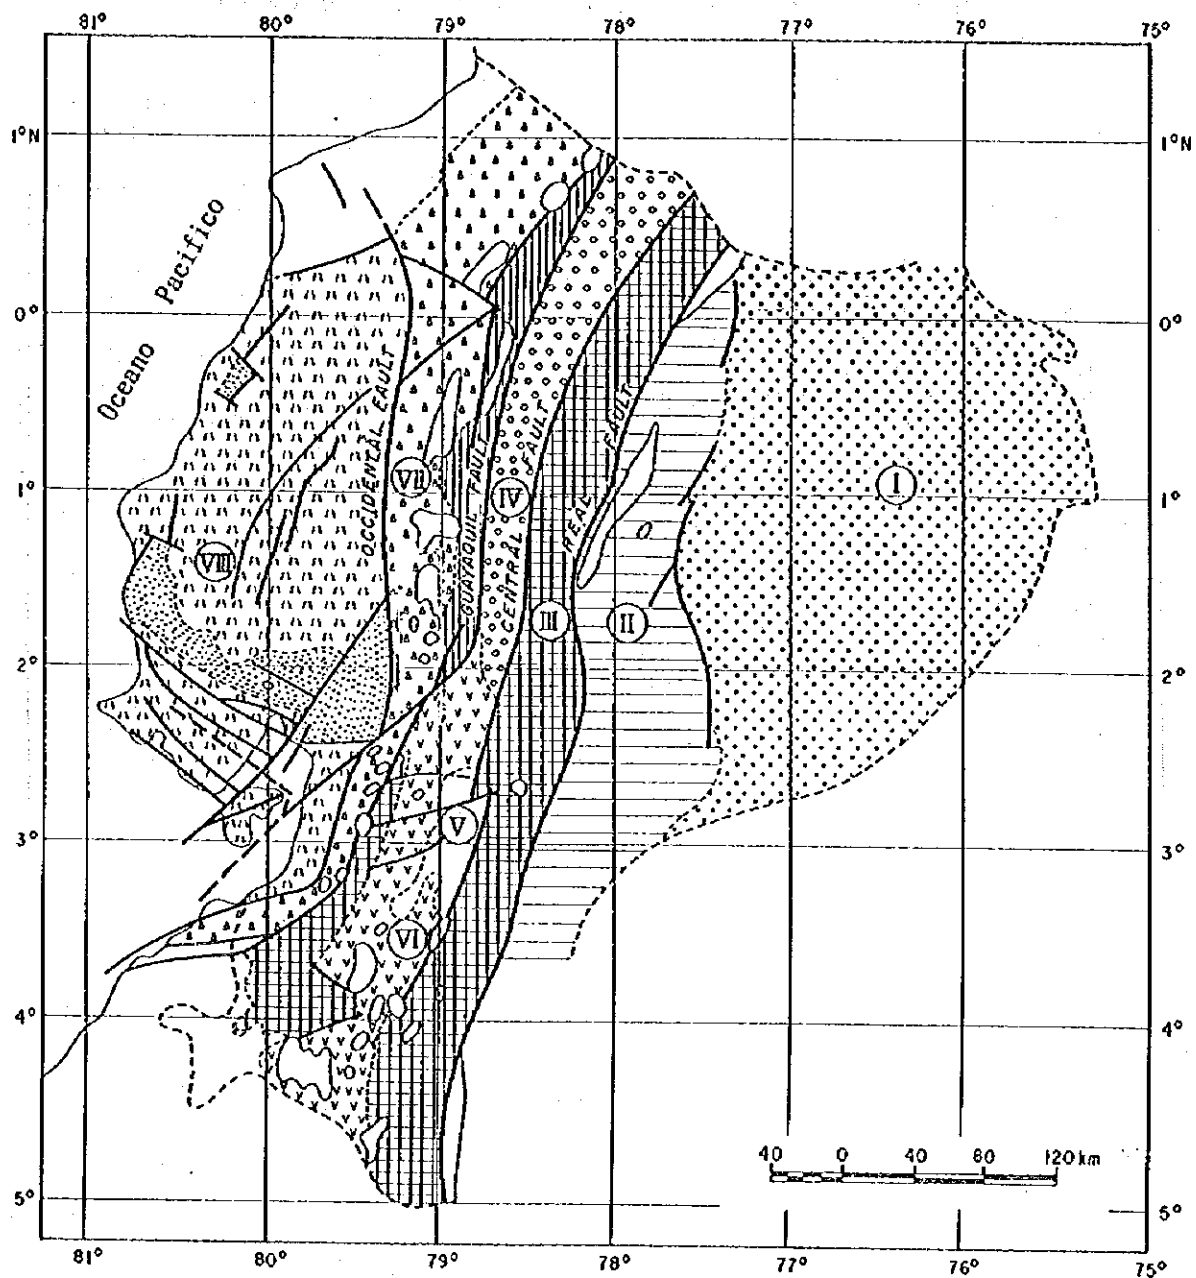 81° 80° 79° 78° 77° 76° 75°
1°N 1°N
Oceano Pacifico
0° 0°
OCCIDENTAL FAULT
GUAYAQUIL FAULT
CENTRAL FAULT
REAL FAULT
1° 1°
I
VII
VI
VIII
III
II
2° 2°
V
3° 3°
VI
4° 4°
40 0 40 80 120 km
5° 5°
81° 80° 79° 78° 77° 76° 75°